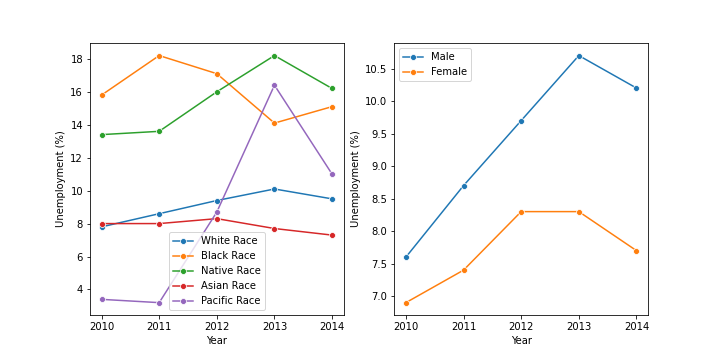 18
16
14
12
10
8
6
4
Unemployment (%)
2010 2011 2012 2013 2014
Year
White Race
Black Race
Native Race
Asian Race
Pacific Race
10.5
10.0
9.5
9.0
8.5
8.0
7.5
7.0
Unemployment (%)
2010 2011 2012 2013 2014
Year
Male
Female